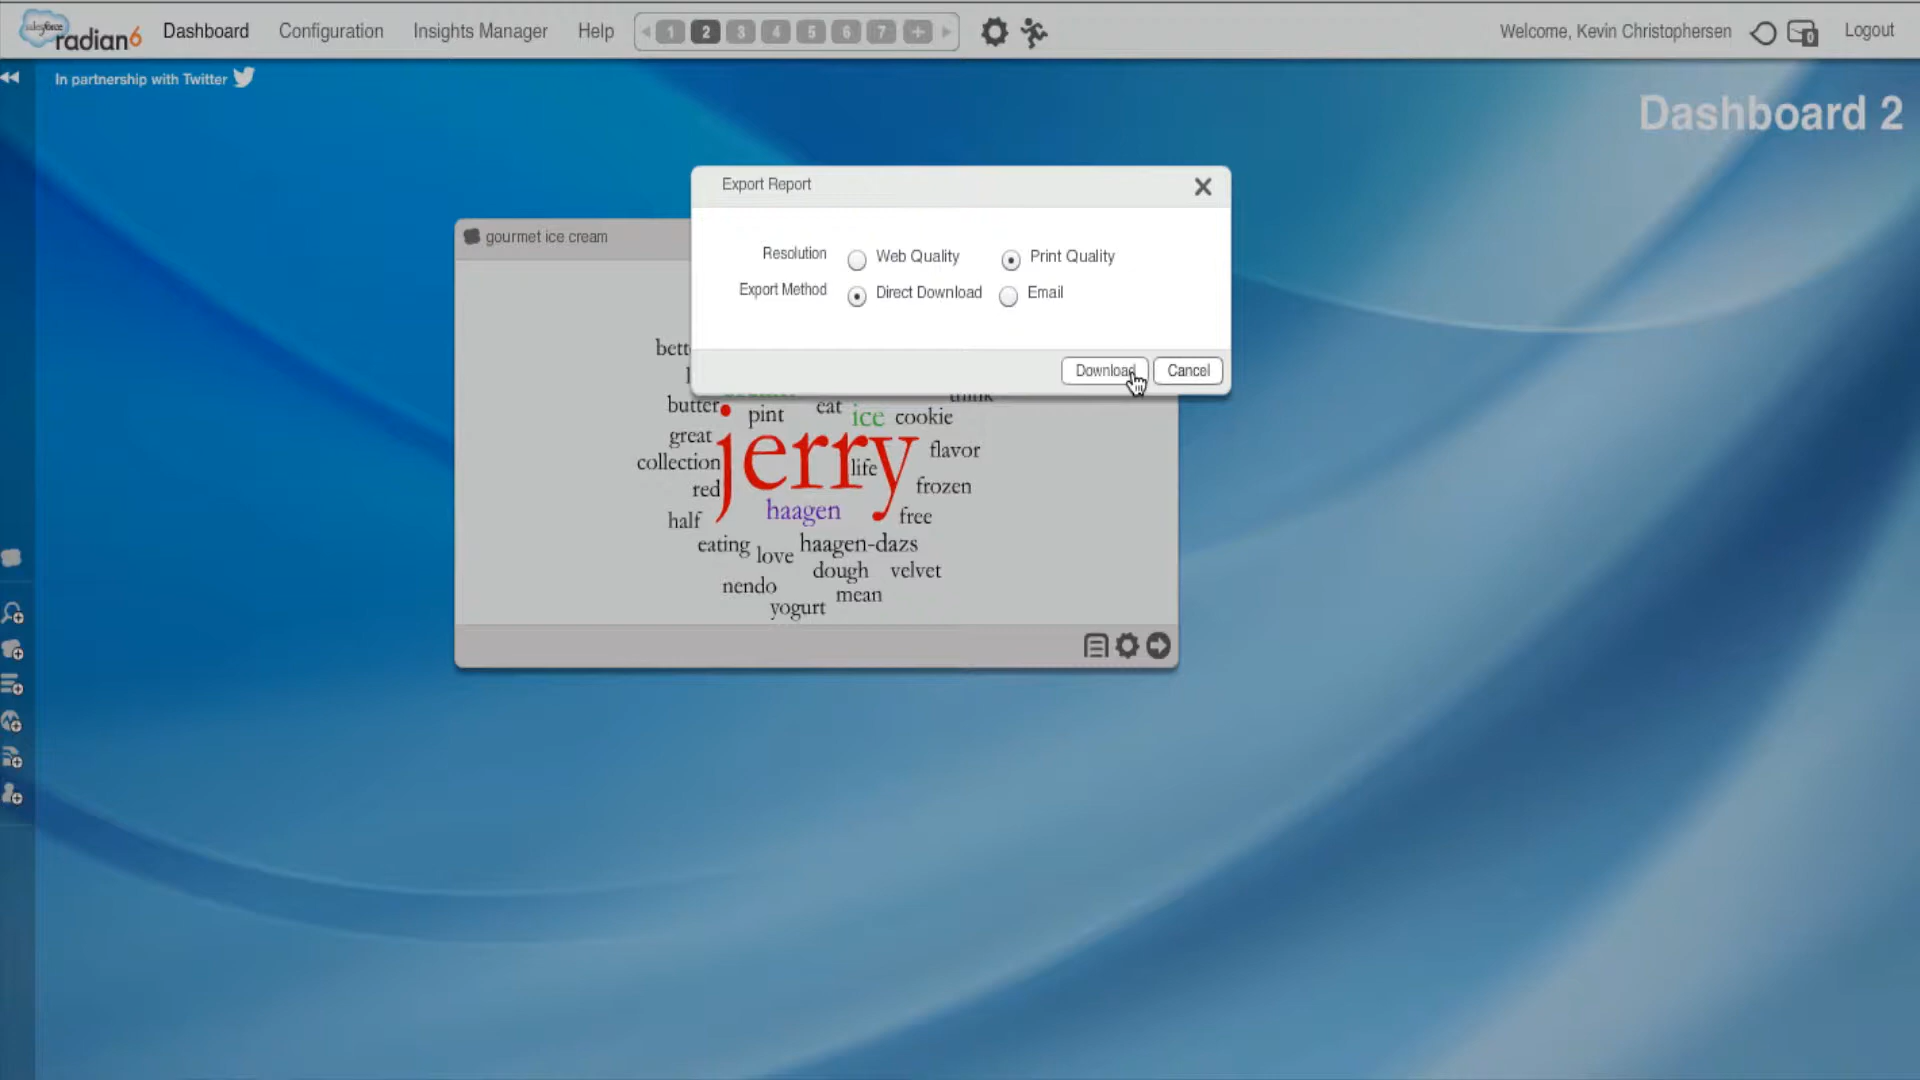 salesforce
radian6 Dashboard Configuration Insights Manager Help 1 2 3 4 5 6 7 + Welcome, Kevin Christophersen 0 Logout
In partnership with Twitter
Dashboard 2
Export Report
gourmet ice cream
Resolution Web Quality Print Quality
Export Method Direct Download Email
Download Cancel
butter pint eat ice cookie think
great jerry life flavor
collection
red haagen frozen
half free
eating love haagen-dazs
nendo dough velvet
yogurt mean